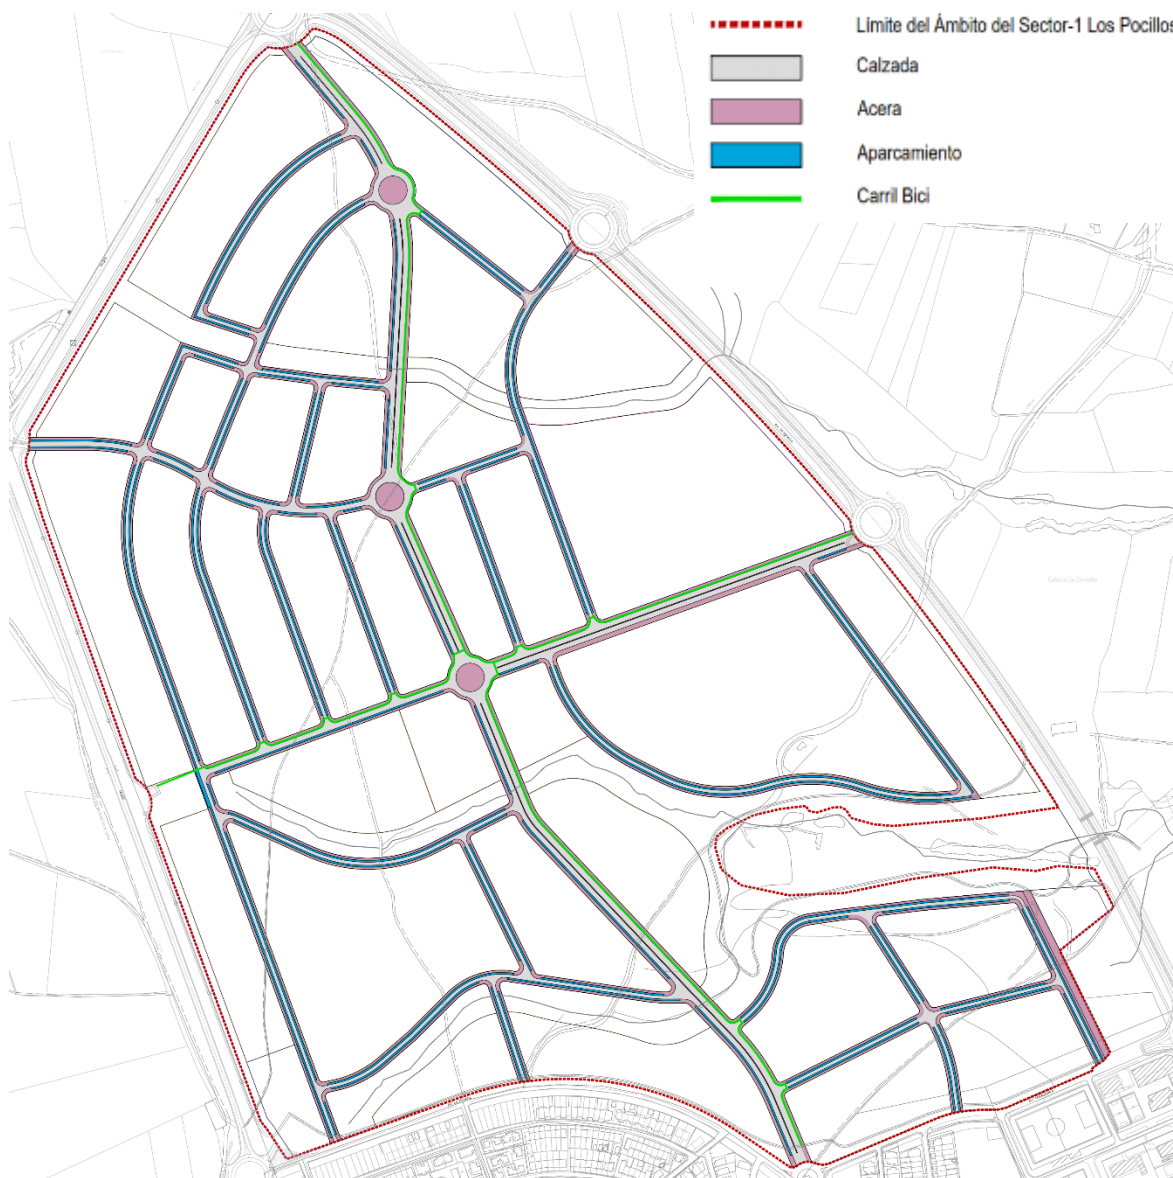 Límite del Ámbito del Sector-1 Los Pocillos
Calzada
Acera
Aparcamiento
Carril Bici